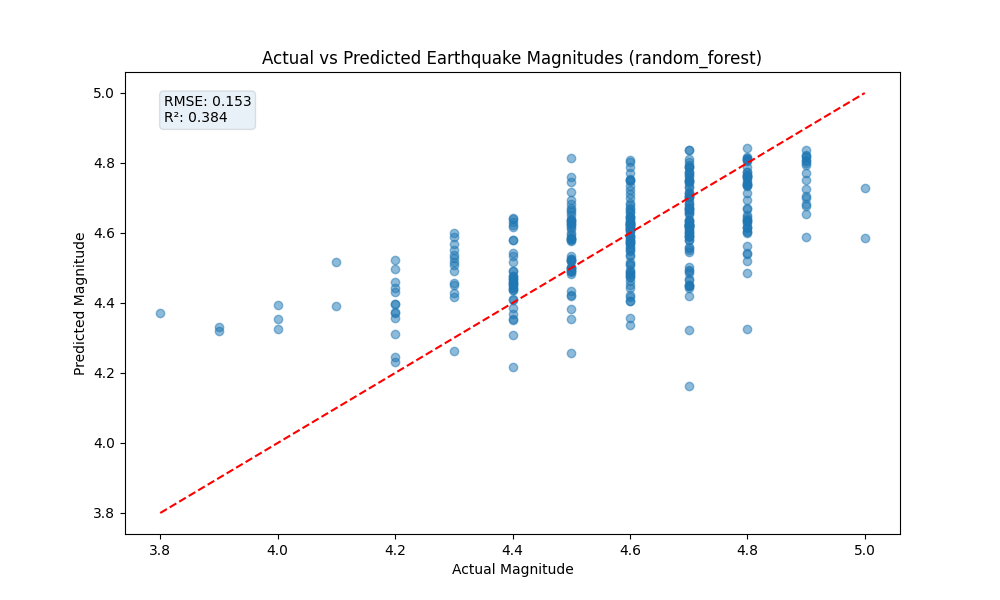 Actual vs Predicted Earthquake Magnitudes (random_forest)
RMSE: 0.153
R²: 0.384
Predicted Magnitude
5.0
4.8
4.6
4.4
4.2
4.0
3.8
3.8 4.0 4.2 4.4 4.6 4.8 5.0
Actual Magnitude